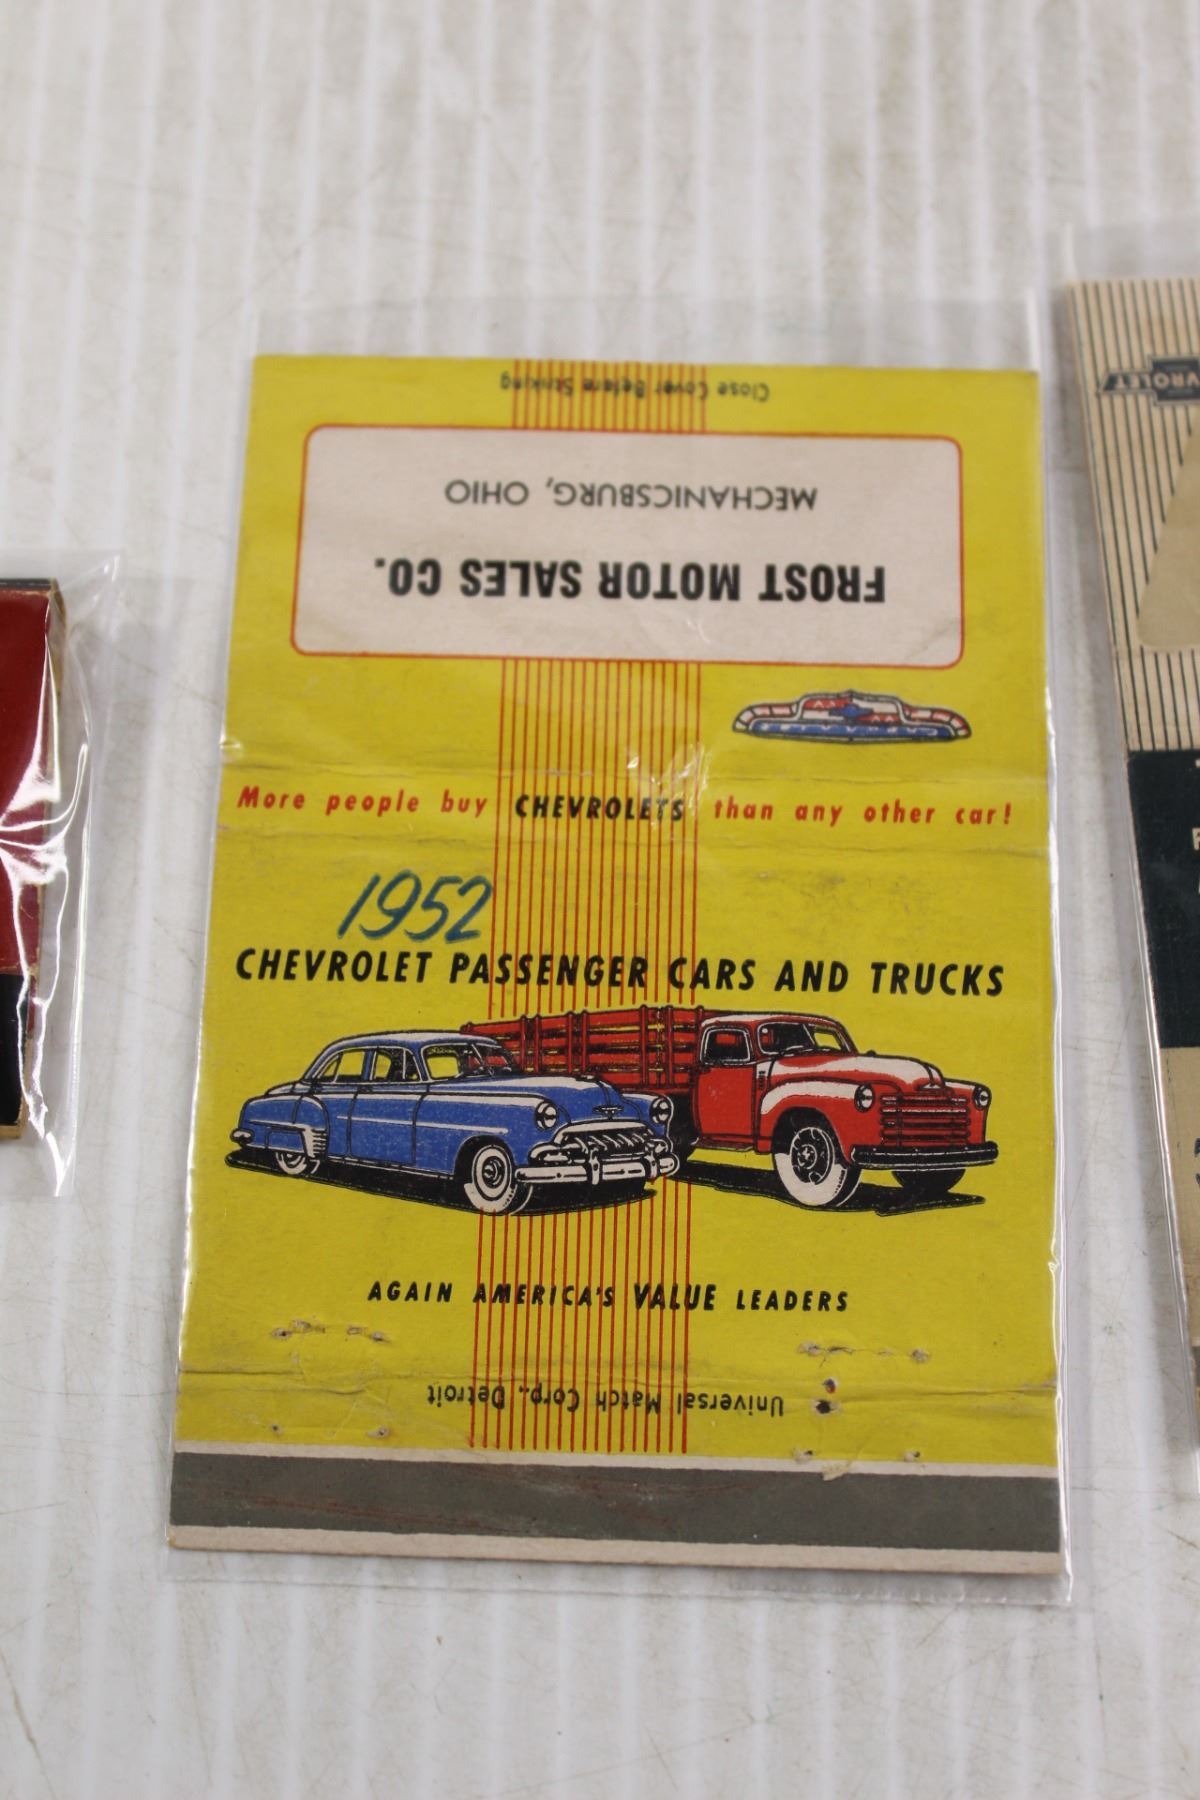 Close Cover Before Striking
MECHANICSBURG, OHIO
FROST MOTOR SALES CO.
More people buy CHEVROLETS than any other car!
1952
CHEVROLET PASSENGER CARS AND TRUCKS
AGAIN AMERICA'S VALUE LEADERS
Universal Match Corp., Detroit